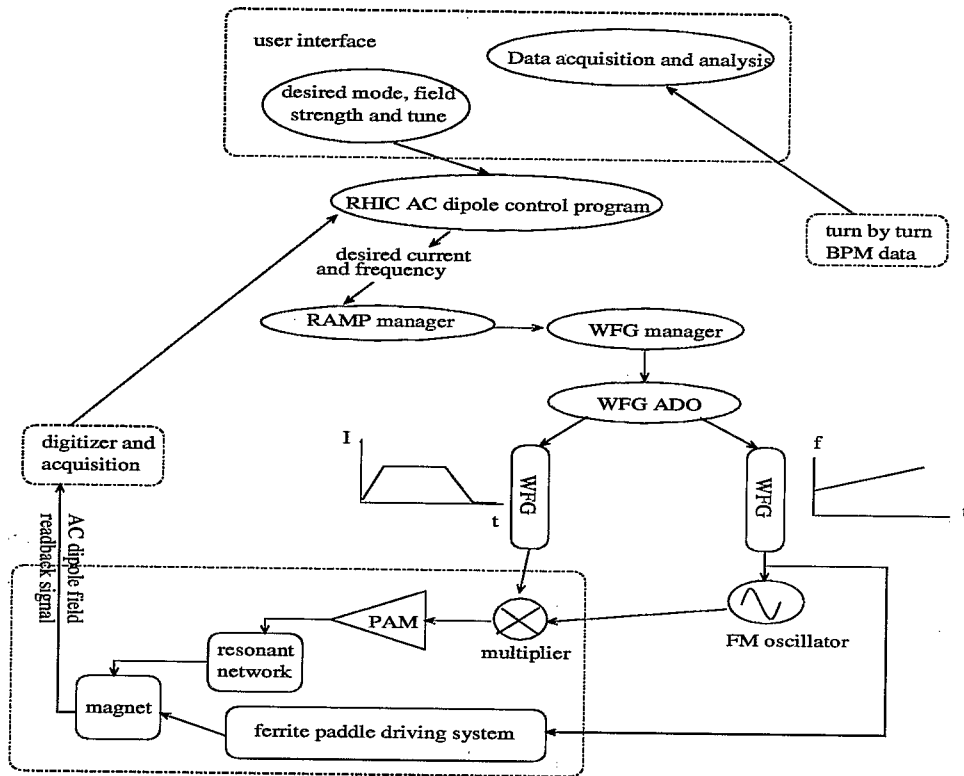 user interface
Data acquisition and analysis
desired mode, field
strength and tune
RHIC AC dipole control program
turn by turn
BPM data
desired current
and frequency
RAMP manager
WFG manager
WFG ADO
digitizer and
acquisition
I
t
WFG
WFG
f
t
AC dipole field
readback signal
PAM
multiplier
FM oscillator
resonant
network
magnet
ferrite paddle driving system